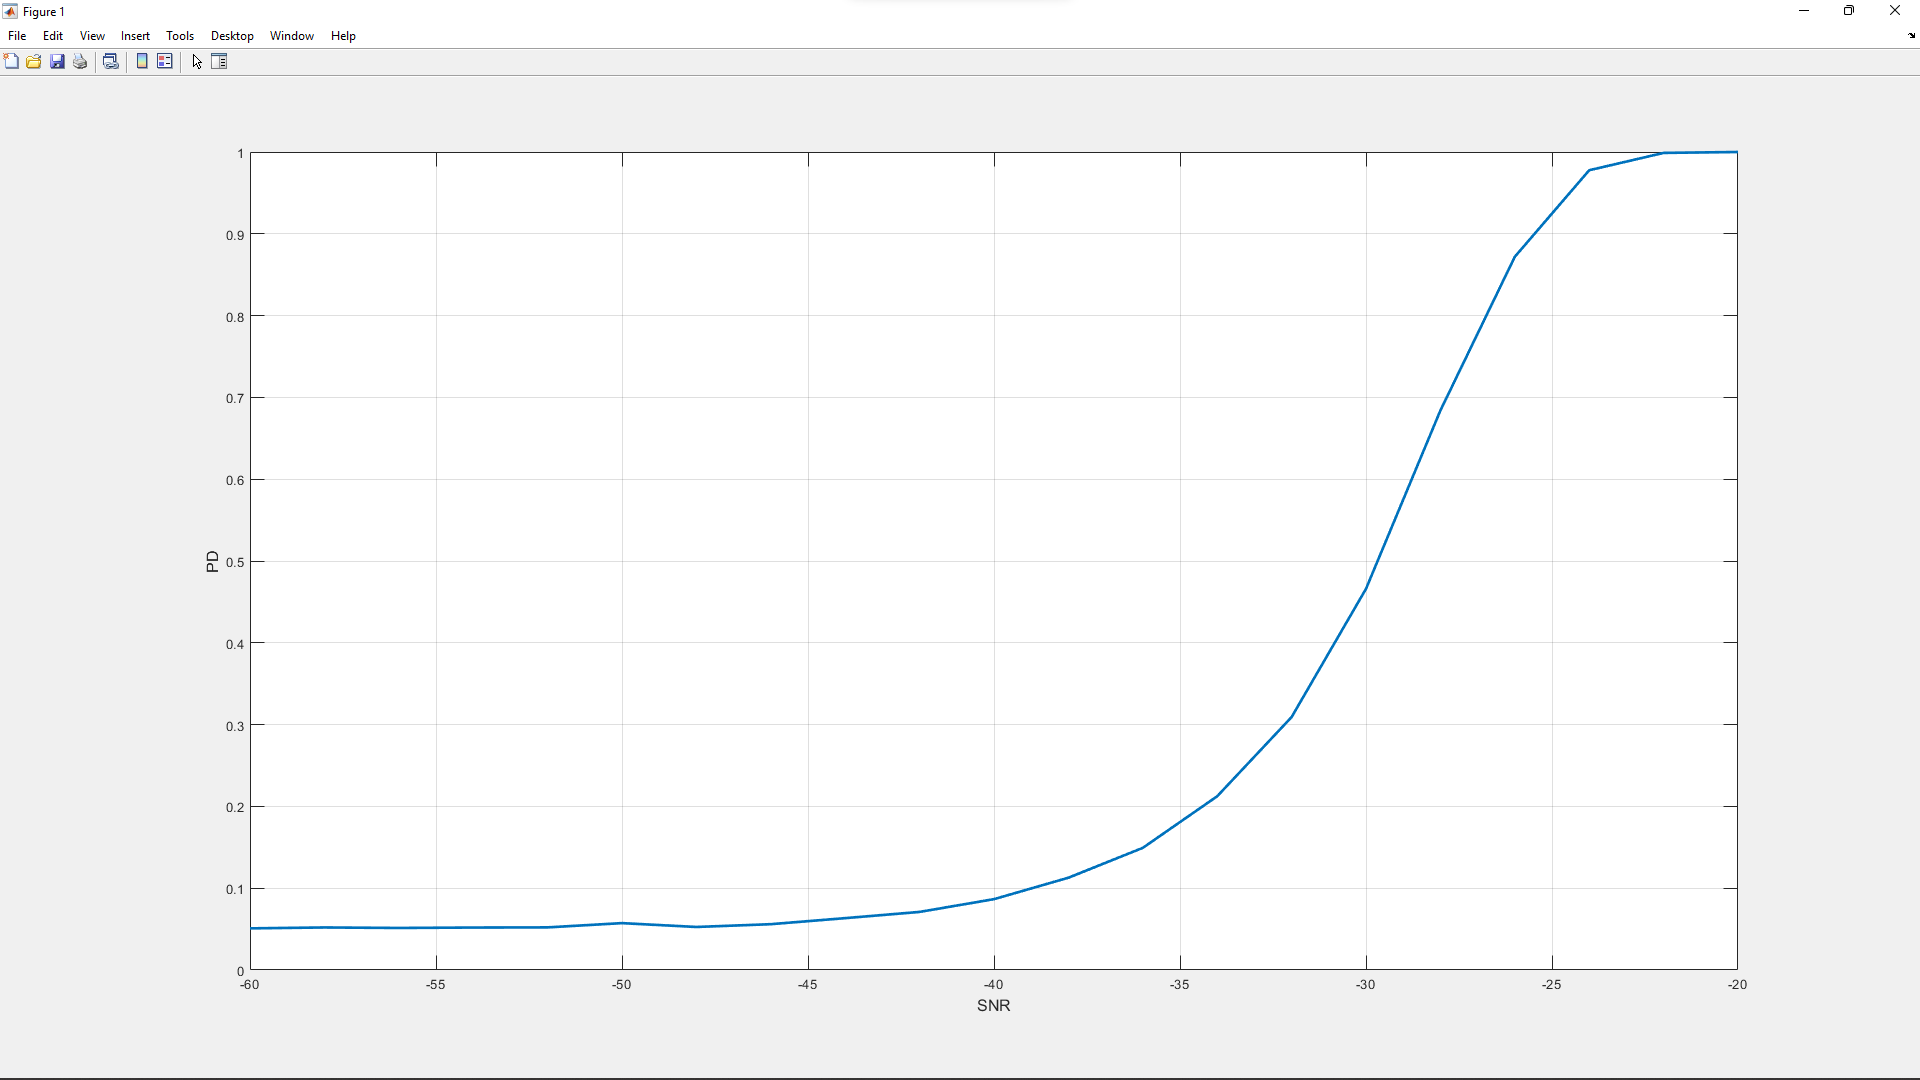 Figure 1
File Edit View Insert Tools Desktop Window Help
1
0.9
0.8
0.7
0.6
0.5
0.4
0.3
0.2
0.1
0
PD
-60 -55 -50 -45 -40 -35 -30 -25 -20
SNR